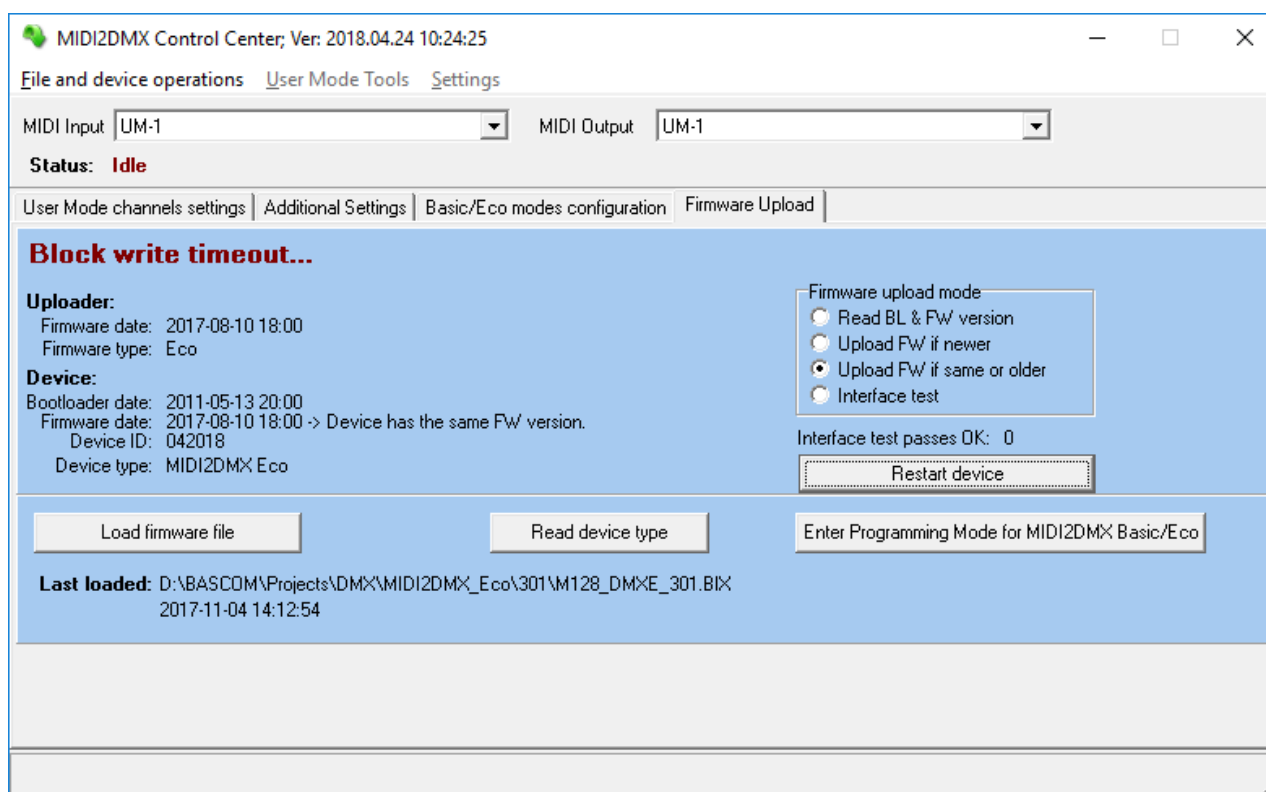 MIDI2DMX Control Center; Ver: 2018.04.24 10:24:25
File and device operations User Mode Tools Settings
MIDI Input UM-1 MIDI Output UM-1
Status: Idle
User Mode channels settings Additional Settings Basic/Eco modes configuration Firmware Upload
Block write timeout...
Uploader:
Firmware date: 2017-08-10 18:00
Firmware type: Eco
Device:
Bootloader date: 2011-05-13 20:00
Firmware date: 2017-08-10 18:00 -> Device has the same FW version.
Device ID: 042018
Device type: MIDI2DMX Eco
Firmware upload mode
Read BL & FW version
Upload FW if newer
Upload FW if same or older
Interface test
Interface test passes OK: 0
Restart device
Load firmware file Read device type Enter Programming Mode for MIDI2DMX Basic/Eco
Last loaded: D:\BASCOM\Projects\DMX\MIDI2DMX_Eco\301\M128_DMXE_301.BIX
2017-11-04 14:12:54